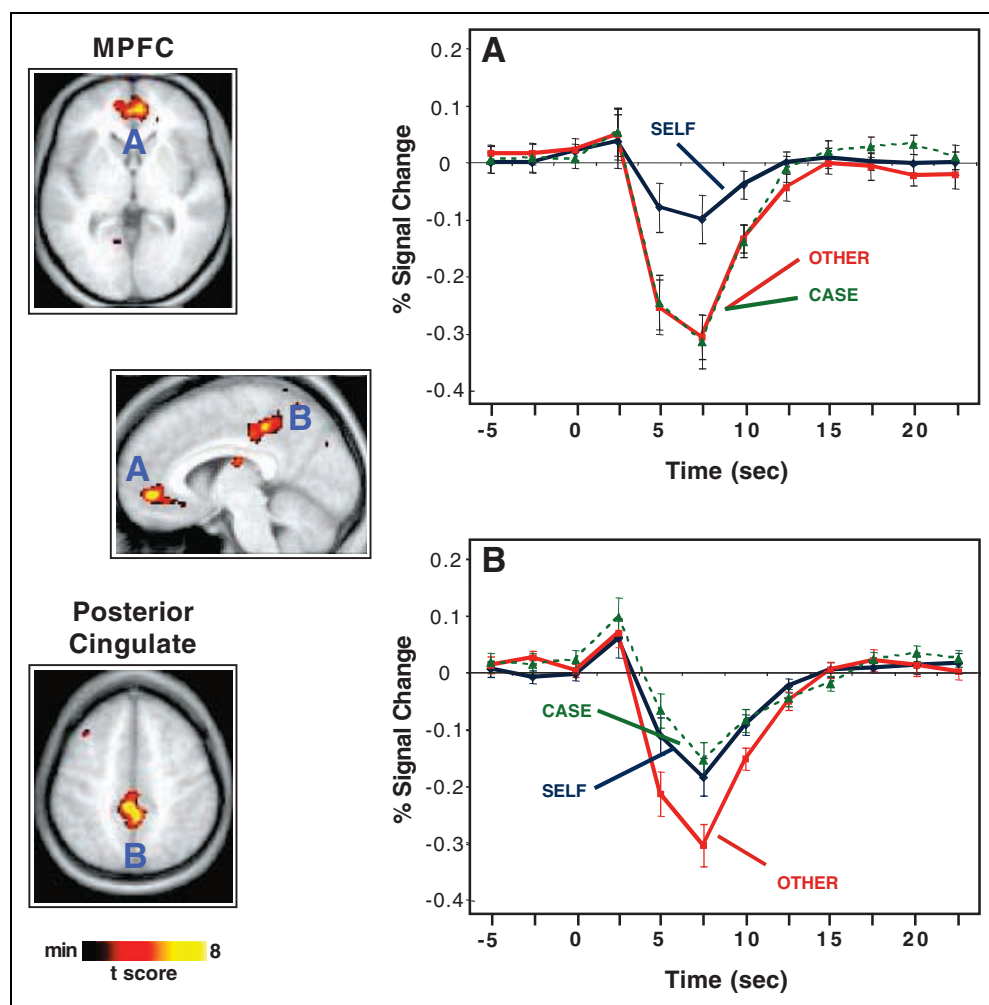 MPFC
A
A
B
Posterior
Cingulate
B
min
8
t score
A
% Signal Change
0.2
0.1
0
-0.1
-0.2
-0.3
-0.4
SELF
OTHER
CASE
-5 0 5 10 15 20
Time (sec)
B
% Signal Change
0.2
0.1
0
-0.1
-0.2
-0.3
-0.4
CASE
SELF
OTHER
-5 0 5 10 15 20
Time (sec)